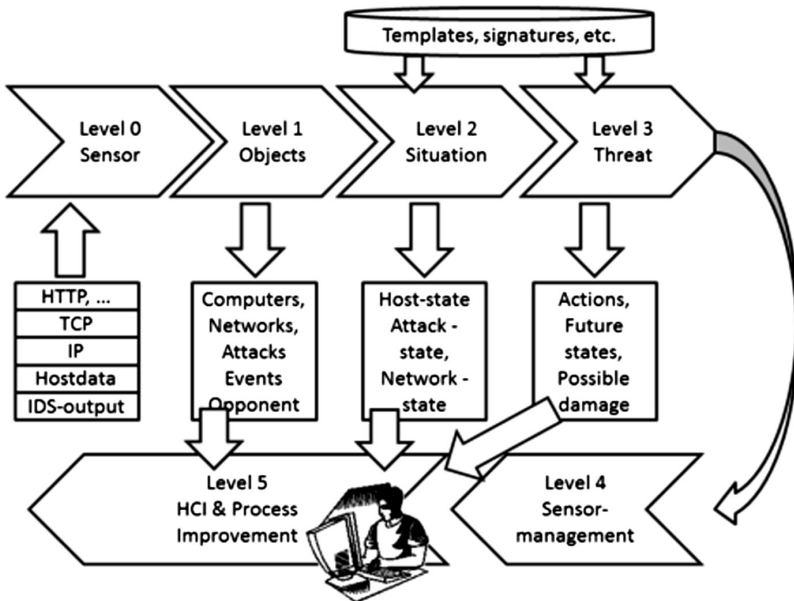 Templates, signatures, etc.
Level 0
Sensor
Level 1
Objects
Level 2
Situation
Level 3
Threat
HTTP, ...
TCP
IP
Hostdata
IDS-output
Computers,
Networks,
Attacks
Events
Opponent
Host-state
Attack -
state,
Network -
state
Actions,
Future
states,
Possible
damage
Level 5
HCI & Process
Improvement
Level 4
Sensor-
management